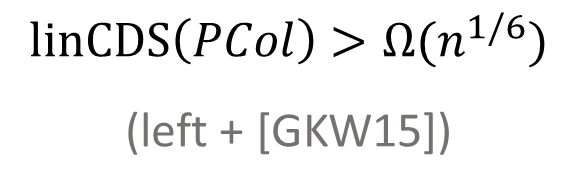 linCDS(PCol) > Ω(n^{1/6})
(left + [GKW15])